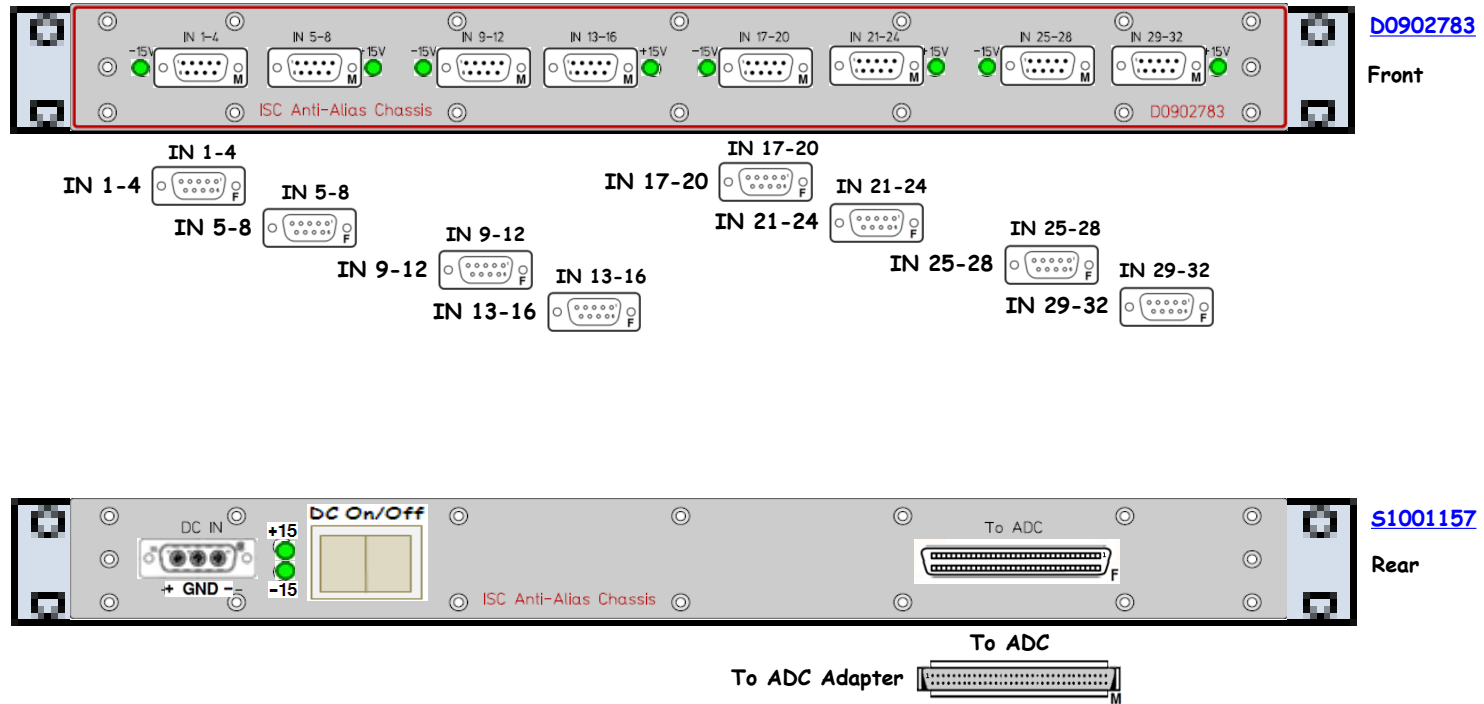 IN 1-4 IN 5-8 IN 9-12 IN 13-16 IN 17-20 IN 21-24 IN 25-28 IN 29-32 D0902783
-15V +15V -15V +15V -15V +15V -15V +15V
M M M M M M M M
Front
ISC Anti-Alias Chassis D0902783
IN 1-4
IN 1-4 F
IN 5-8
IN 5-8 F
IN 9-12
IN 9-12 F
IN 13-16
IN 13-16 F
IN 17-20
IN 17-20 F
IN 21-24
IN 21-24 F
IN 25-28
IN 25-28 F
IN 29-32
IN 29-32 F
DC IN +15 DC On/Off To ADC S1001157
+ GND - -15 1 F Rear
ISC Anti-Alias Chassis
To ADC
To ADC Adapter 1 M